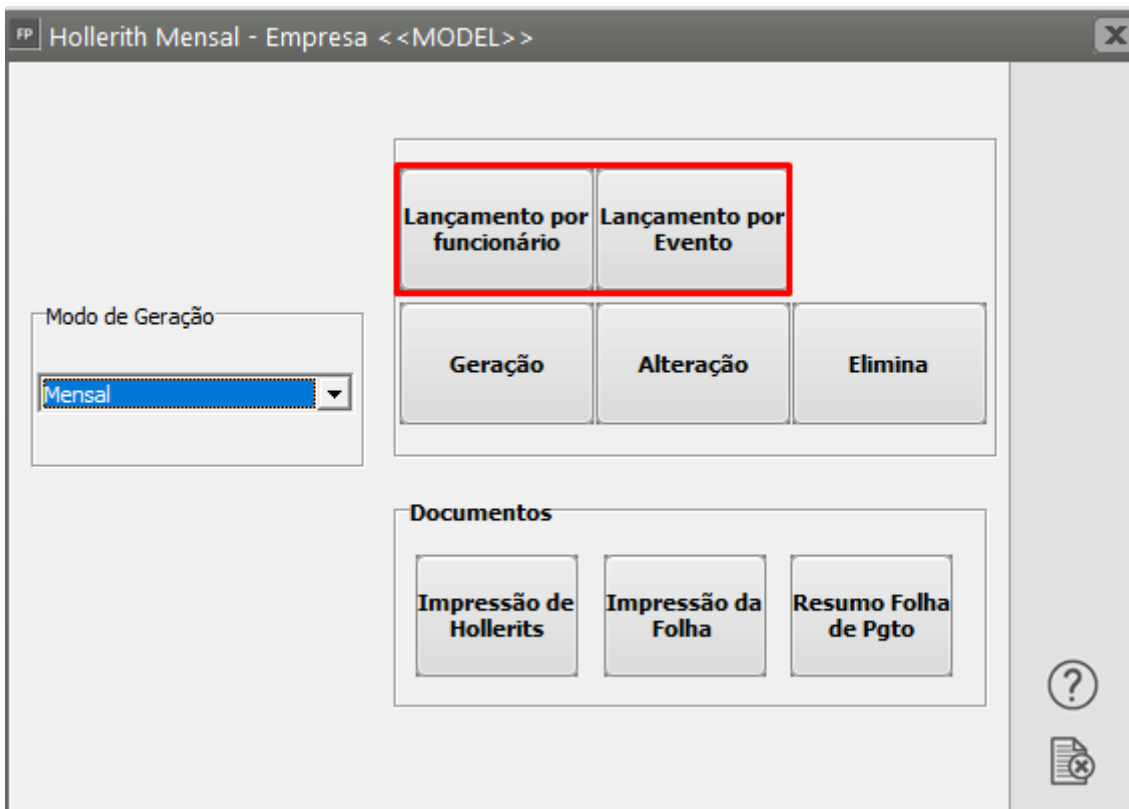 FP Hollerith Mensal - Empresa <<MODEL>>
Lançamento por
funcionário
Lançamento por
Evento
Modo de Geração
Mensal
Geração
Alteração
Elimina
Documentos
Impressão de
Hollerits
Impressão da
Folha
Resumo Folha
de Pgto
?